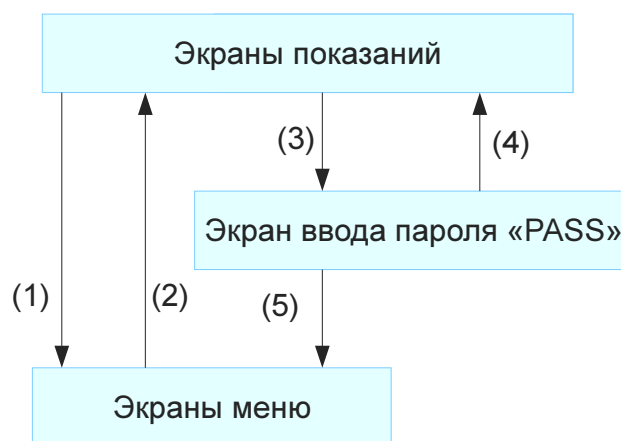 Экраны показаний
(3)
(4)
Экран ввода пароля «PASS»
(1)
(2)
(5)
Экраны меню